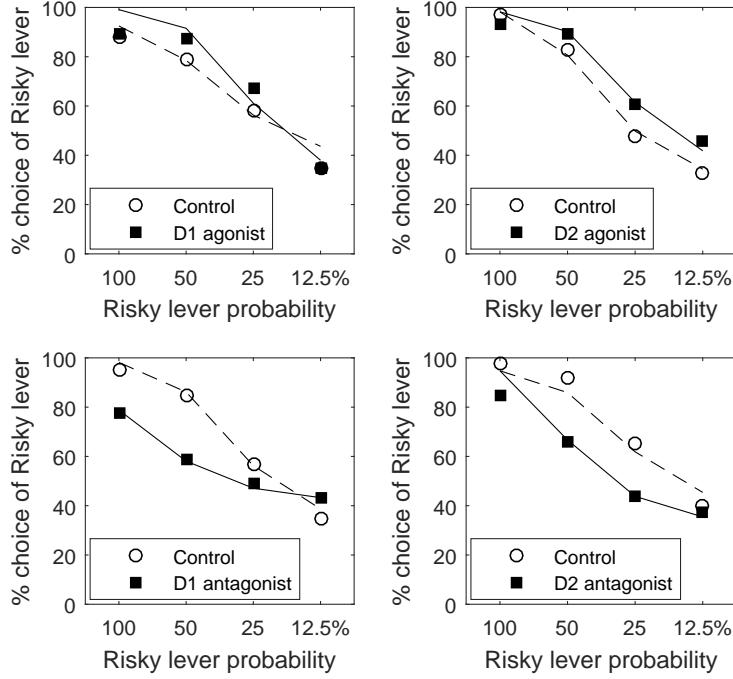 % choice of Risky lever
100
80
60
40
20
0
Control
D1 agonist
100 50 25 12.5%
Risky lever probability
% choice of Risky lever
100
80
60
40
20
0
Control
D2 agonist
100 50 25 12.5%
Risky lever probability
% choice of Risky lever
100
80
60
40
20
0
Control
D1 antagonist
100 50 25 12.5%
Risky lever probability
% choice of Risky lever
100
80
60
40
20
0
Control
D2 antagonist
100 50 25 12.5%
Risky lever probability